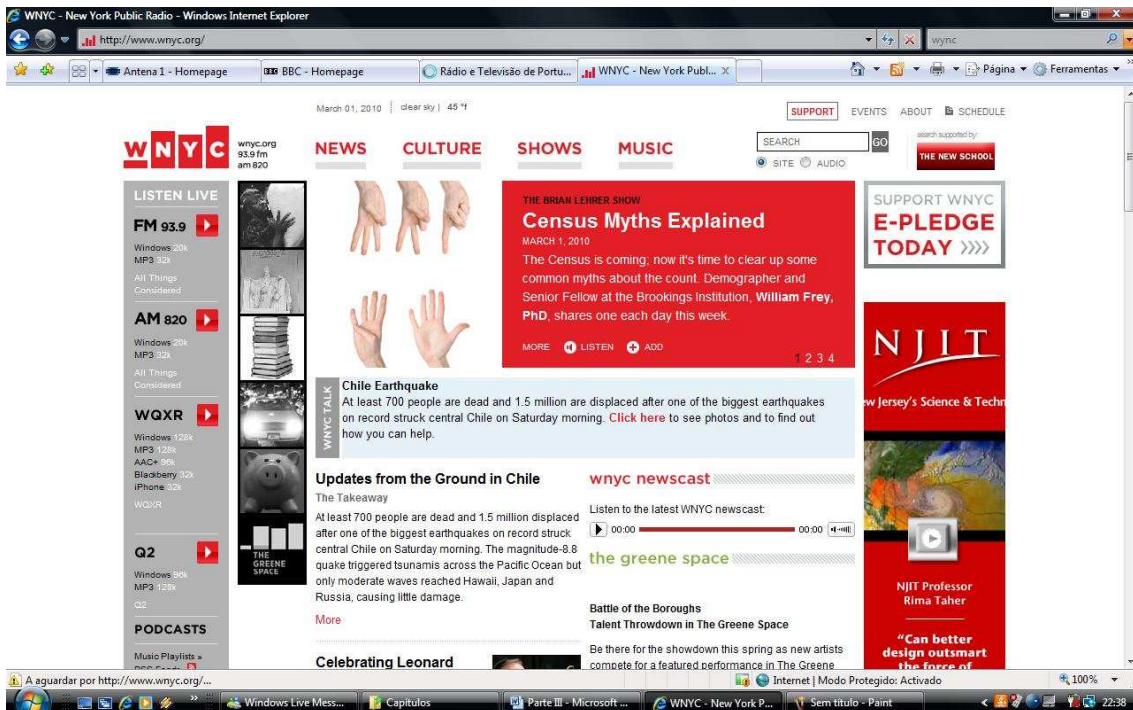 WNYC - New York Public Radio - Windows Internet Explorer
http://www.wnyc.org/
wync
Antena 1 - Homepage
BBC - Homepage
Rádio e Televisão de Portu...
WNYC - New York Publ...
Página
Ferramentas
March 01, 2010 | clear sky | 45 °f
SUPPORT EVENTS ABOUT SCHEDULE
WNYC
wnyc.org
93.9 fm
am 820
NEWS CULTURE SHOWS MUSIC
SEARCH GO
SITE AUDIO
search supported by:
THE NEW SCHOOL
LISTEN LIVE
FM 93.9
Windows 20k
MP3 32k
All Things
Considered
AM 820
Windows 20k
MP3 32k
All Things
Considered
WQXR
Windows 128k
MP3 128k
AAC+ 96k
Blackberry 32k
iPhone 32k
WQXR
Q2
Windows 96k
MP3 128k
Q2
PODCASTS
Music Playlists »
RSS Feeds
THE
GREENE
SPACE
THE BRIAN LEHRER SHOW
Census Myths Explained
MARCH 1, 2010
The Census is coming; now it's time to clear up some
common myths about the count. Demographer and
Senior Fellow at the Brookings Institution, William Frey,
PhD, shares one each day this week.
MORE LISTEN ADD
1 2 3 4
WNYC TALK
Chile Earthquake
At least 700 people are dead and 1.5 million are displaced after one of the biggest earthquakes
on record struck central Chile on Saturday morning. Click here to see photos and to find out
how you can help.
Updates from the Ground in Chile
The Takeaway
At least 700 people are dead and 1.5 million displaced
after one of the biggest earthquakes on record struck
central Chile on Saturday morning. The magnitude-8.8
quake triggered tsunamis across the Pacific Ocean but
only moderate waves reached Hawaii, Japan and
Russia, causing little damage.
More
Celebrating Leonard
wnyc newscast
Listen to the latest WNYC newscast:
00:00 00:00
the greene space
Battle of the Boroughs
Talent Throwdown in The Greene Space
Be there for the showdown this spring as new artists
compete for a featured performance in The Greene
SUPPORT WNYC
E-PLEDGE
TODAY >>>>
NJIT
ew Jersey's Science & Techn
NJIT Professor
Rima Taher
"Can better
design outsmart
the force of
A aguardar por http://www.wnyc.org/...
Internet | Modo Protegido: Activado
100%
Windows Live Mess...
Capitulos
Parte III - Microsoft ...
WNYC - New York P...
Sem título - Paint
22:38